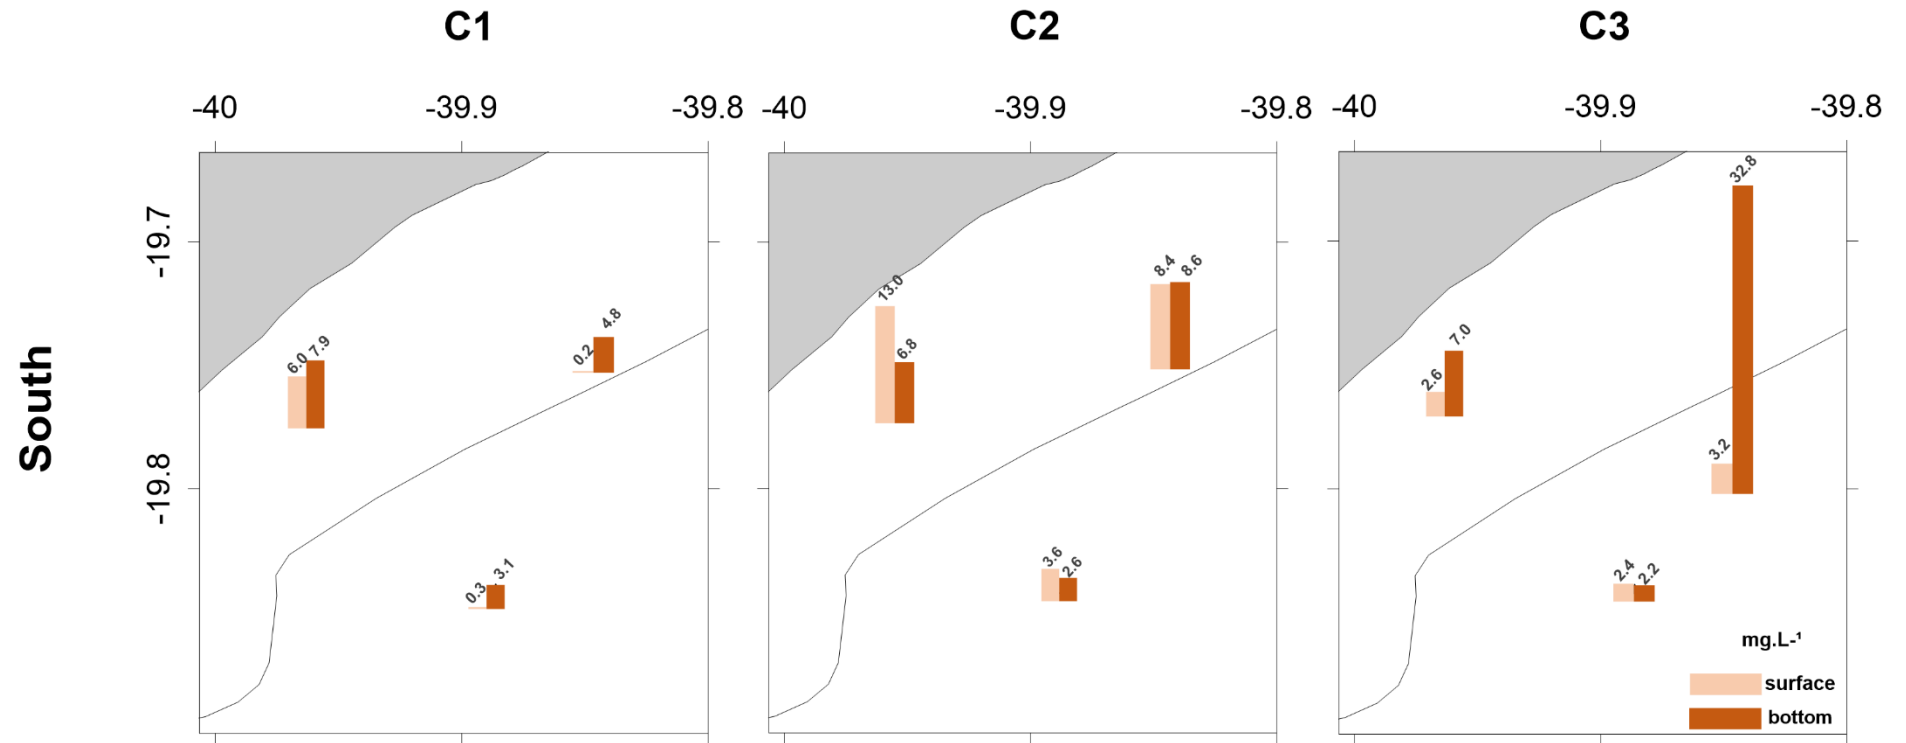 C1 C2 C3
-40 -39.9 -39.8 -40 -39.9 -39.8 -40 -39.9 -39.8
South
-19.7
-19.8
6.0 7.9
0.2 4.8
0.3 3.1
13.0 6.8
8.4 8.6
3.6 2.6
2.6 7.0
3.2 32.8
2.4 2.2
mg.L-¹
surface
bottom